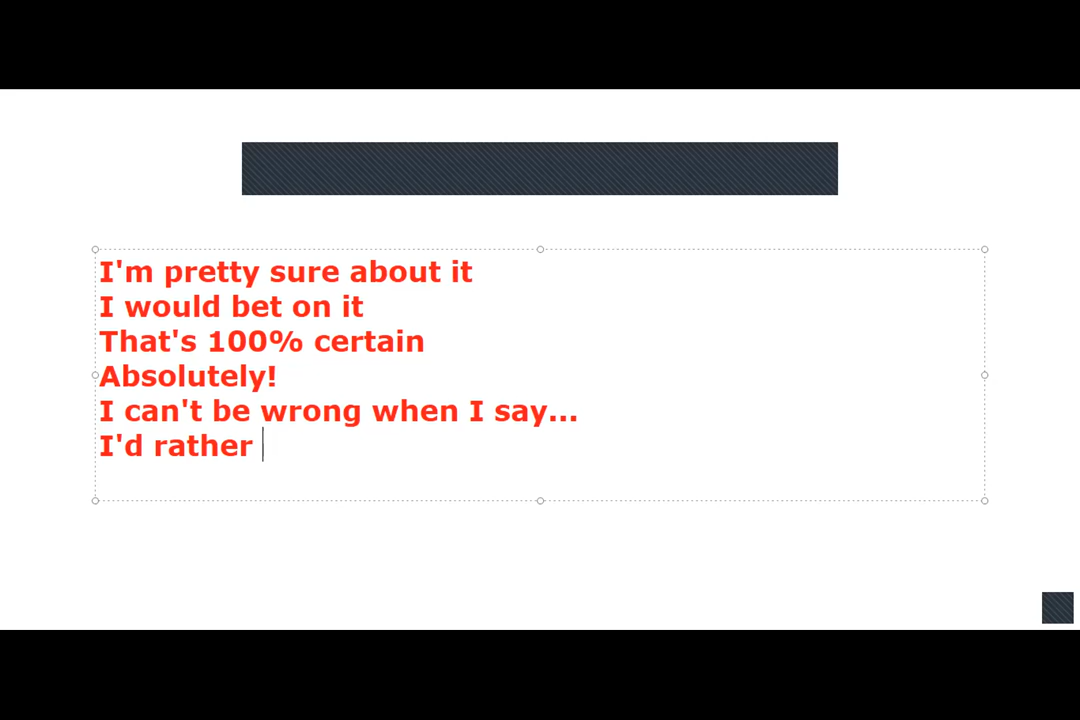 I'm pretty sure about it
I would bet on it
That's 100% certain
Absolutely!
I can't be wrong when I say...
I'd rather